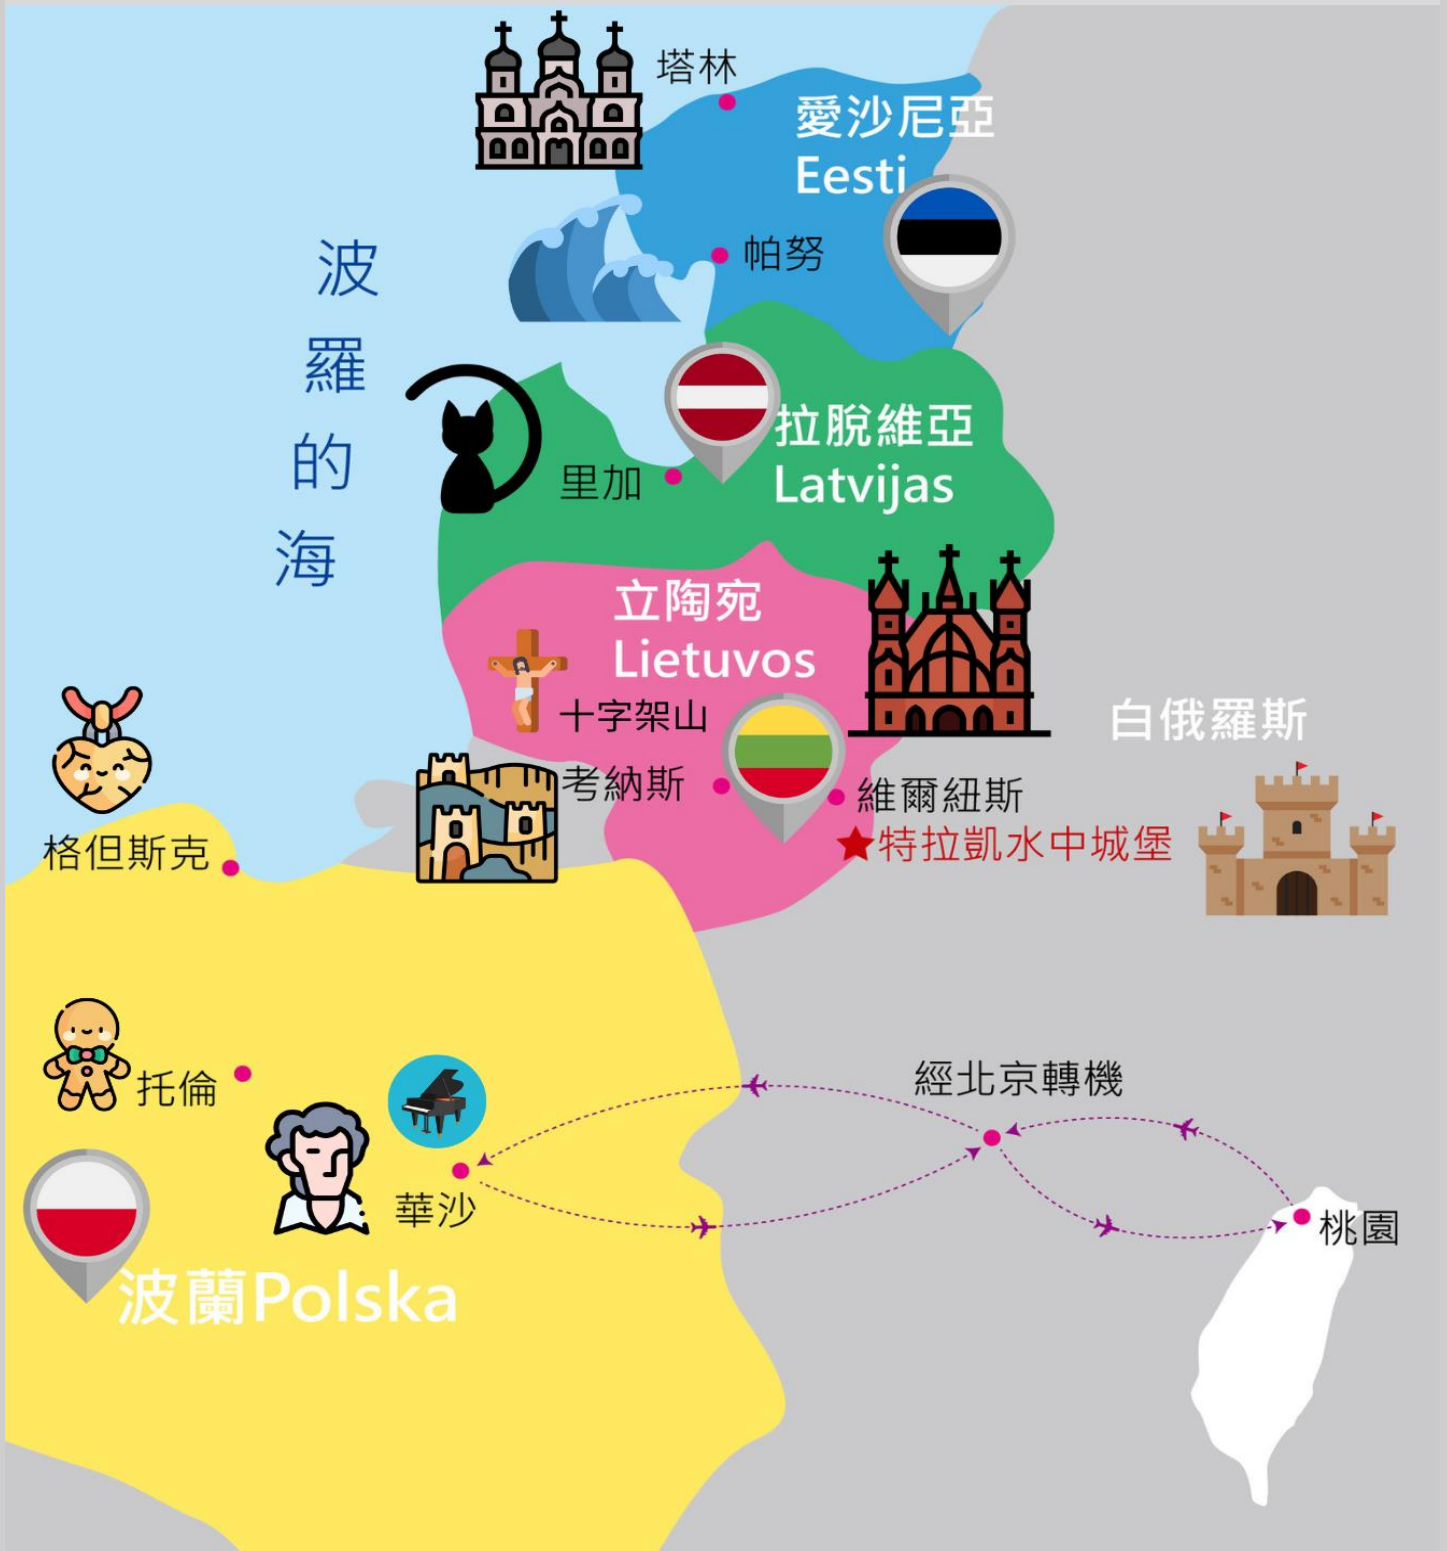 塔林
愛沙尼亞
Eesti
帕努
波羅的海
拉脫維亞
Latvijas
里加
立陶宛
Lietuvos
十字架山
白俄羅斯
考納斯
維爾紐斯
特拉凱水中城堡
格但斯克
托倫
經北京轉機
華沙
桃園
波蘭Polska